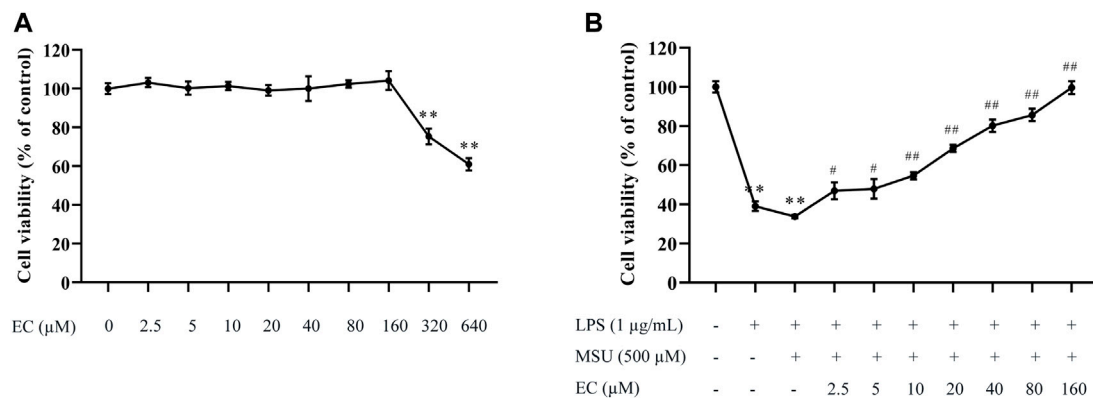 A
Cell viability (% of control)
120
100
80
60
40
20
0
** **
EC (µM) 0 2.5 5 10 20 40 80 160 320 640
B
Cell viability (% of control)
120
100
80
60
40
20
0
** ** # # ## ## ## ## ##
LPS (1 µg/mL) - + + + + + + + + +
MSU (500 µM) - - + + + + + + + +
EC (µM) - - - 2.5 5 10 20 40 80 160